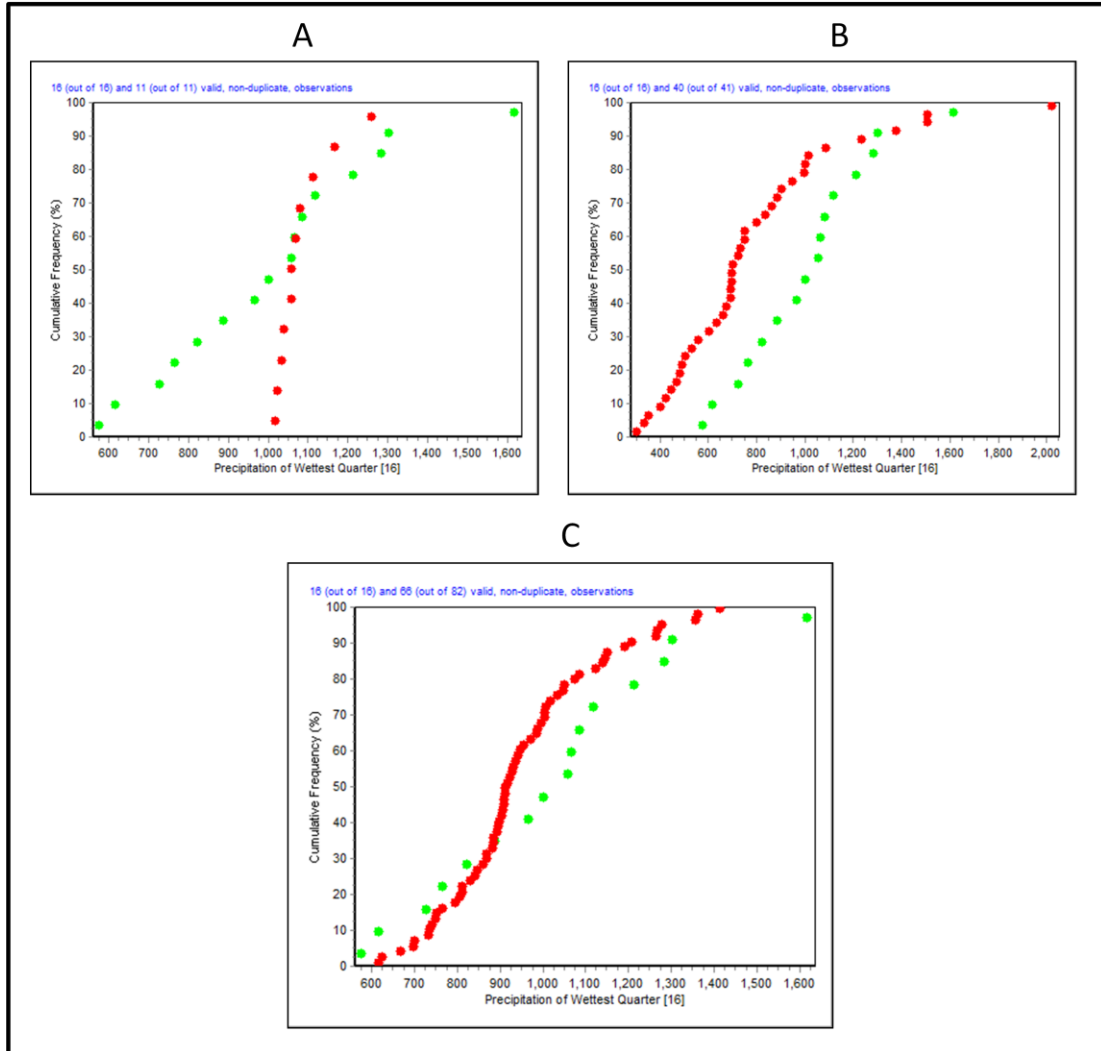 A
16 (out of 16) and 11 (out of 11) valid, non-duplicate, observations
100
90
80
70
60
50
40
30
20
10
0
Cumulative Frequency (%)
600 700 800 900 1,000 1,100 1,200 1,300 1,400 1,500 1,600
Precipitation of Wettest Quarter [16]
B
16 (out of 16) and 40 (out of 41) valid, non-duplicate, observations
100
90
80
70
60
50
40
30
20
10
0
Cumulative Frequency (%)
400 600 800 1,000 1,200 1,400 1,600 1,800 2,000
Precipitation of Wettest Quarter [16]
C
16 (out of 16) and 66 (out of 82) valid, non-duplicate, observations
100
90
80
70
60
50
40
30
20
10
0
Cumulative Frequency (%)
600 700 800 900 1,000 1,100 1,200 1,300 1,400 1,500 1,600
Precipitation of Wettest Quarter [16]